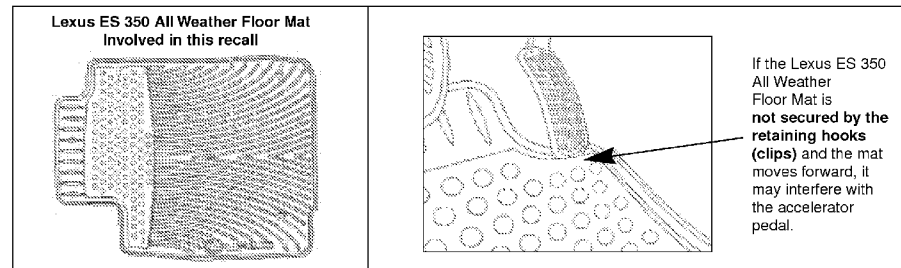 Lexus ES 350 All Weather Floor Mat
Involved in this recall
If the Lexus ES 350
All Weather
Floor Mat is
not secured by the
retaining hooks
(clips) and the mat
moves forward, it
may interfere with
the accelerator
pedal.